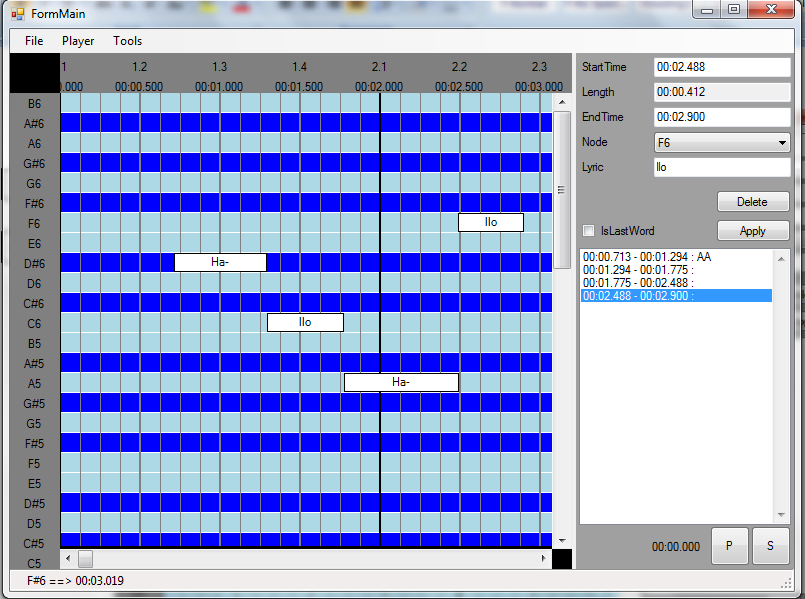 FormMain
File Player Tools
1 1.2 1.3 1.4 2.1 2.2 2.3
0.000 00:00.500 00:01.000 00:01.500 00:02.000 00:02.500 00:03.000
B6
A#6
A6
G#6
G6
F#6
F6 llo
E6
D#6 Ha-
D6
C#6
C6 llo
B5
A#5
A5 Ha-
G#5
G5
F#5
F5
E5
D#5
D5
C#5
C5
StartTime 00:02.488
Length 00:00.412
EndTime 00:02.900
Node F6
Lyric llo
Delete
IsLastWord Apply
00:00.713 - 00:01.294 : AA
00:01.294 - 00:01.775 :
00:01.775 - 00:02.488 :
00:02.488 - 00:02.900 :
00:00.000 P S
F#6 ==> 00:03.019